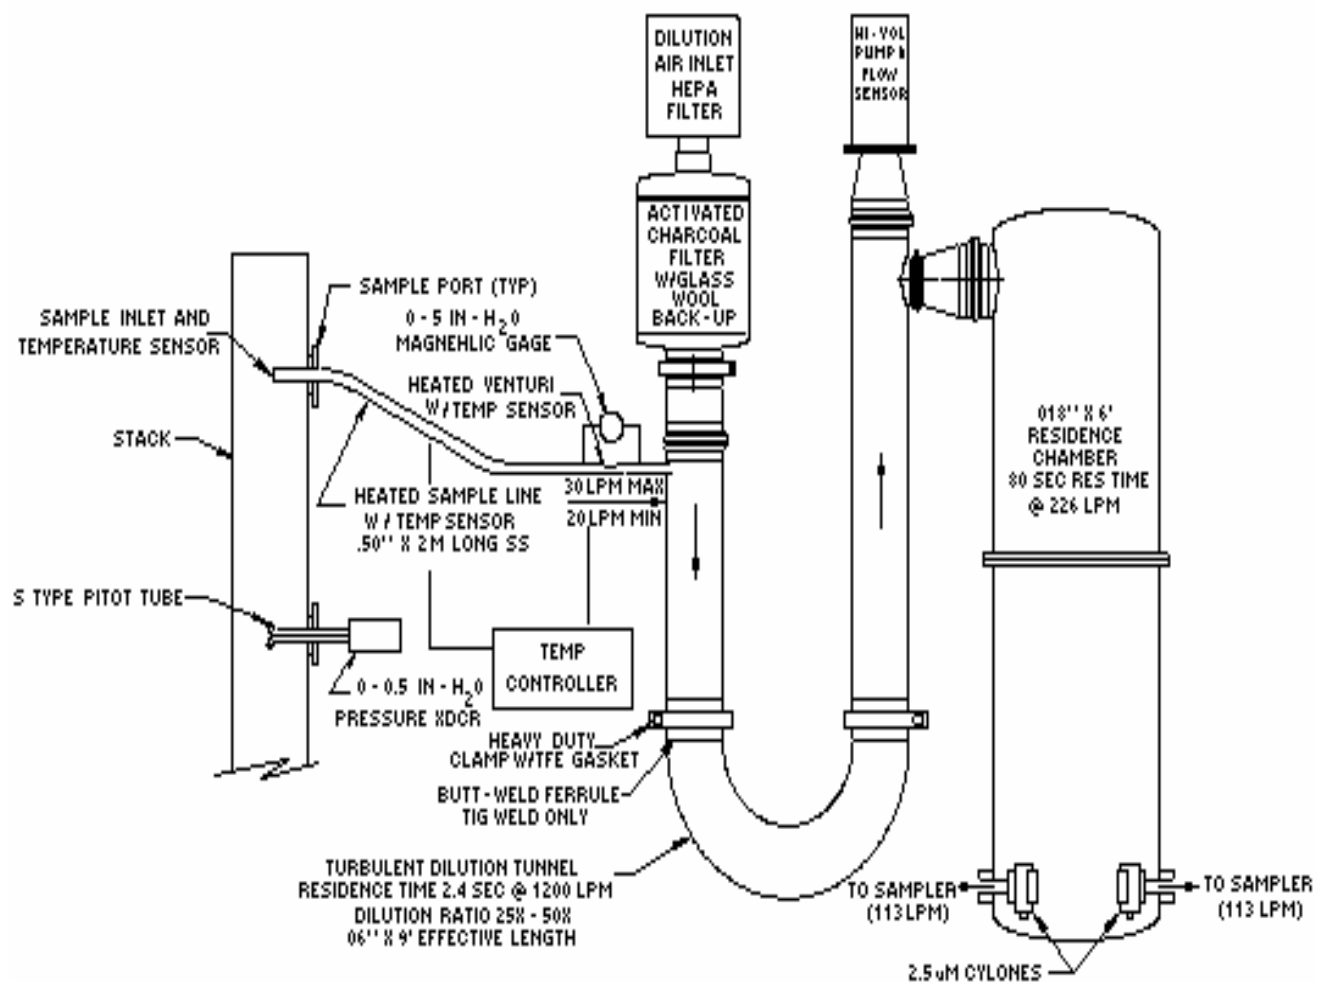 DILUTION
AIR INLET
HEPA
FILTER
HI-VOL
PUMP &
FLOW
SENSOR
ACTIVATED
CHARCOAL
FILTER
W/GLASS
WOOL
BACK-UP
SAMPLE PORT (TYP)
SAMPLE INLET AND
TEMPERATURE SENSOR
0 - 5 IN - H2O
MAGNEHLIC GAGE
HEATED VENTURI
W/TEMP SENSOR
STACK
HEATED SAMPLE LINE
W / TEMP SENSOR
.50'' X 2M LONG SS
30 LPM MAX
20 LPM MIN
018'' X 6'
RESIDENCE
CHAMBER
80 SEC RES TIME
@ 226 LPM
S TYPE PITOT TUBE
0 - 0.5 IN - H2O
PRESSURE XDCR
TEMP
CONTROLLER
HEAVY DUTY
CLAMP W/TFE GASKET
BUTT-WELD FERRULE
TIG WELD ONLY
TURBULENT DILUTION TUNNEL
RESIDENCE TIME 2.4 SEC @ 1200 LPM
DILUTION RATIO 25X - 50X
06'' X 9' EFFECTIVE LENGTH
TO SAMPLER
(113 LPM)
TO SAMPLER
(113 LPM)
2.5 uM CYLONES